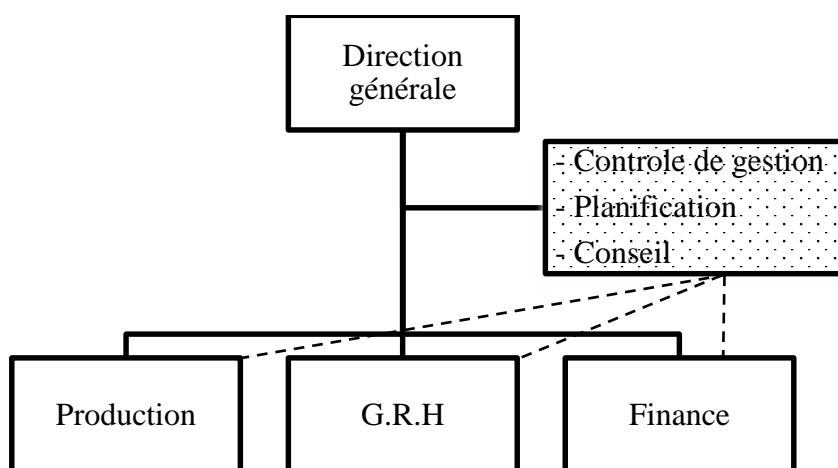 Direction
générale
- Controle de gestion
- Planification
- Conseil
Production
G.R.H
Finance